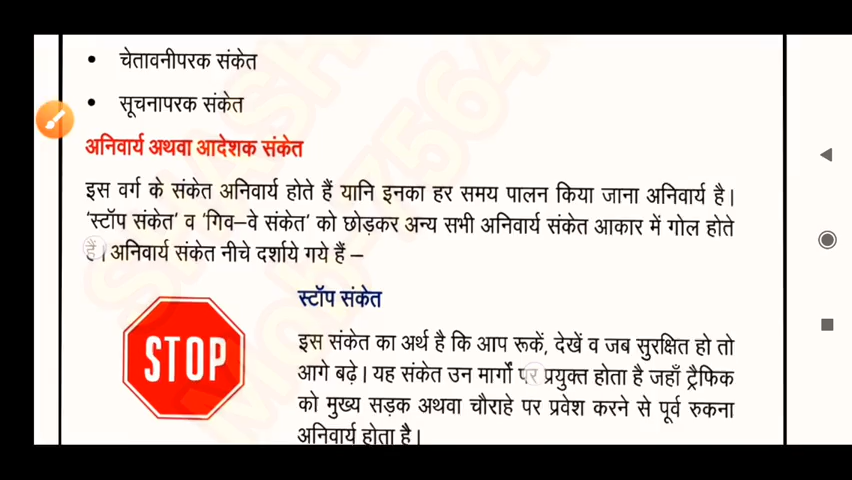 • चेतावनीपरक संकेत
• सूचनापरक संकेत
अनिवार्य अथवा आदेशक संकेत
इस वर्ग के संकेत अनिवार्य होते हैं यानि इनका हर समय पालन किया जाना अनिवार्य है।
‘स्टॉप संकेत’ व ‘गिव–वे संकेत’ को छोड़कर अन्य सभी अनिवार्य संकेत आकार में गोल होते
हैं। अनिवार्य संकेत नीचे दर्शाये गये हैं –
स्टॉप संकेत
STOP
इस संकेत का अर्थ है कि आप रूकें, देखें व जब सुरक्षित हो तो
आगे बढ़े। यह संकेत उन मार्गों पर प्रयुक्त होता है जहाँ ट्रैफिक
को मुख्य सड़क अथवा चौराहे पर प्रवेश करने से पूर्व रुकना
अनिवार्य होता है।